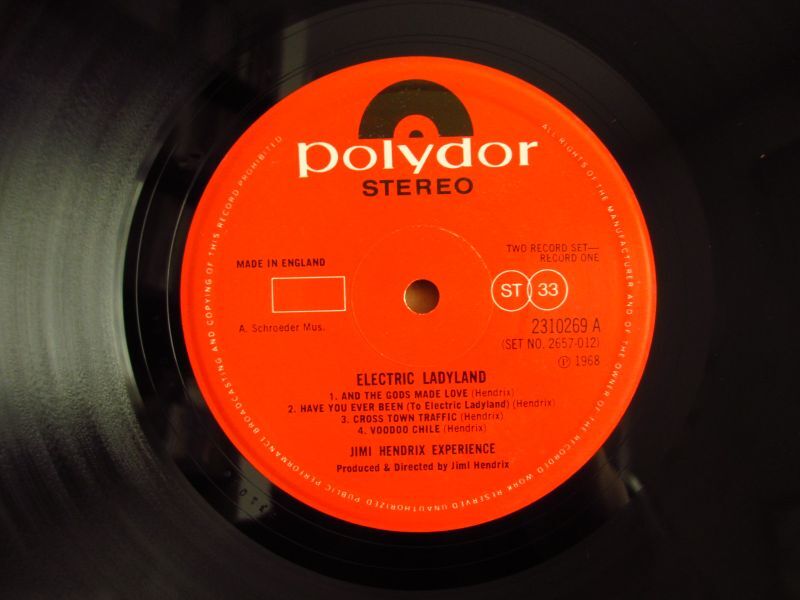 polydor
STEREO
MADE IN ENGLAND
TWO RECORD SET—
RECORD ONE
ST 33
A. Schroeder Mus.
2310269 A
(SET NO. 2657-012)
Ⓟ 1968
ELECTRIC LADYLAND
1. AND THE GODS MADE LOVE (Hendrix)
2. HAVE YOU EVER BEEN (To Electric Ladyland) (Hendrix)
3. CROSS TOWN TRAFFIC (Hendrix)
4. VOODOO CHILE (Hendrix)
JIMI HENDRIX EXPERIENCE
Produced & Directed by Jimi Hendrix
ALL RIGHTS OF THE MANUFACTURER AND OF THE OWNER OF THE RECORDED WORK RESERVED UNAUTHORIZED PUBLIC PERFORMANCE BROADCASTING AND COPYING OF THIS RECORD PROHIBITED